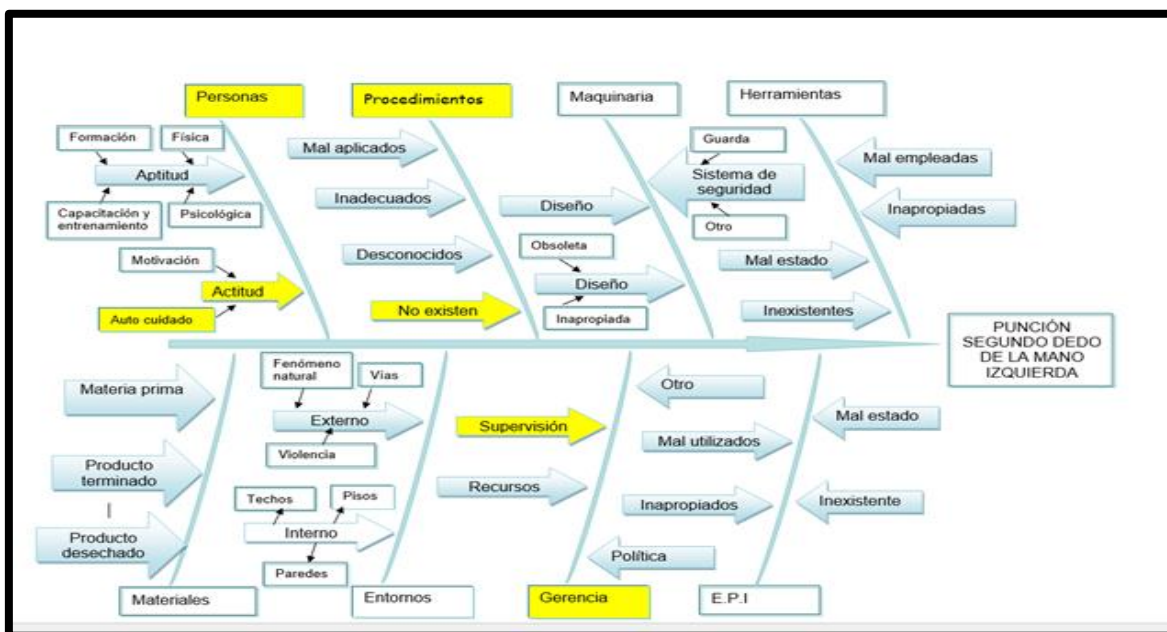 Personas
Procedimientos
Maquinaria
Herramientas
Formación
Física
Aptitud
Capacitación y
entrenamiento
Psicológica
Motivación
Actitud
Auto cuidado
Mal aplicados
Inadecuados
Desconocidos
No existen
Diseño
Obsoleta
Diseño
Inapropiada
Guarda
Sistema de
seguridad
Otro
Mal empleadas
Inapropiadas
Mal estado
Inexistentes
PUNCIÓN
SEGUNDO DEDO
DE LA MANO
IZQUIERDA
Materia prima
Producto
terminado
Producto
desechado
Materiales
Fenómeno
natural
Vías
Externo
Violencia
Techos
Pisos
Interno
Paredes
Entornos
Supervisión
Recursos
Otro
Política
Gerencia
Mal utilizados
Inapropiados
Mal estado
Inexistente
E.P.I